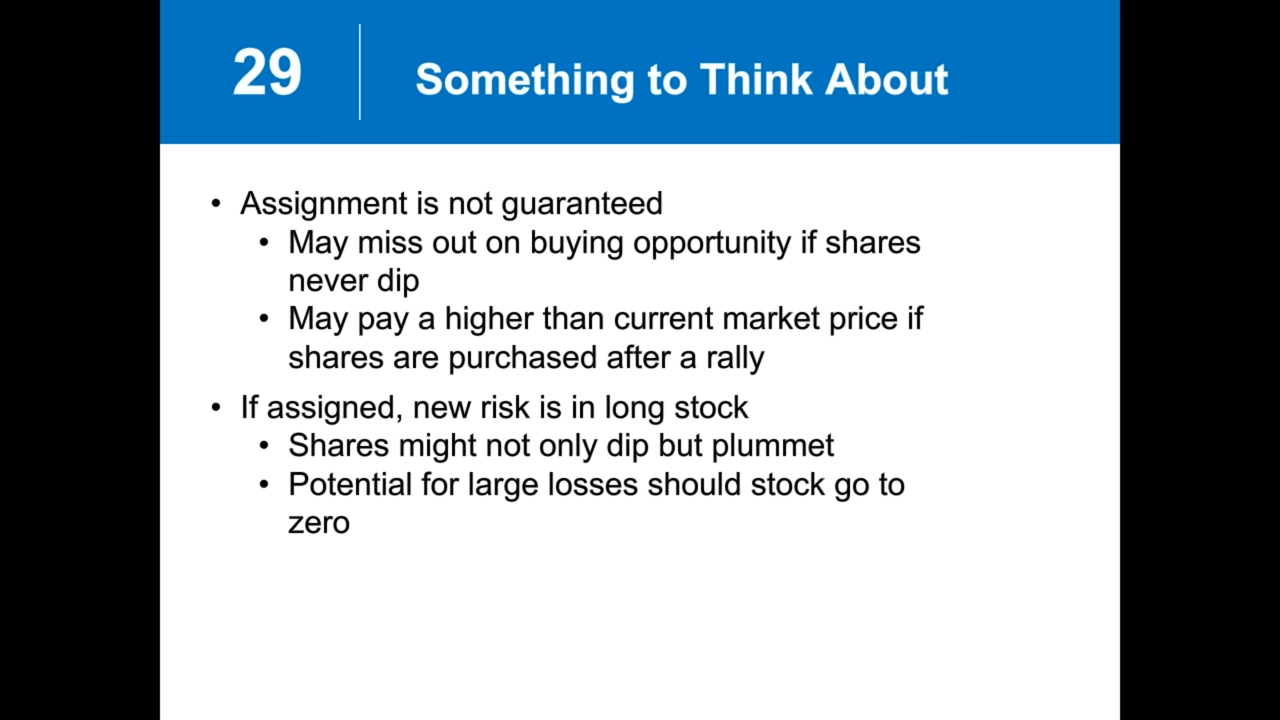 29
Something to Think About
• Assignment is not guaranteed
• May miss out on buying opportunity if shares
never dip
• May pay a higher than current market price if
shares are purchased after a rally
• If assigned, new risk is in long stock
• Shares might not only dip but plummet
• Potential for large losses should stock go to
zero